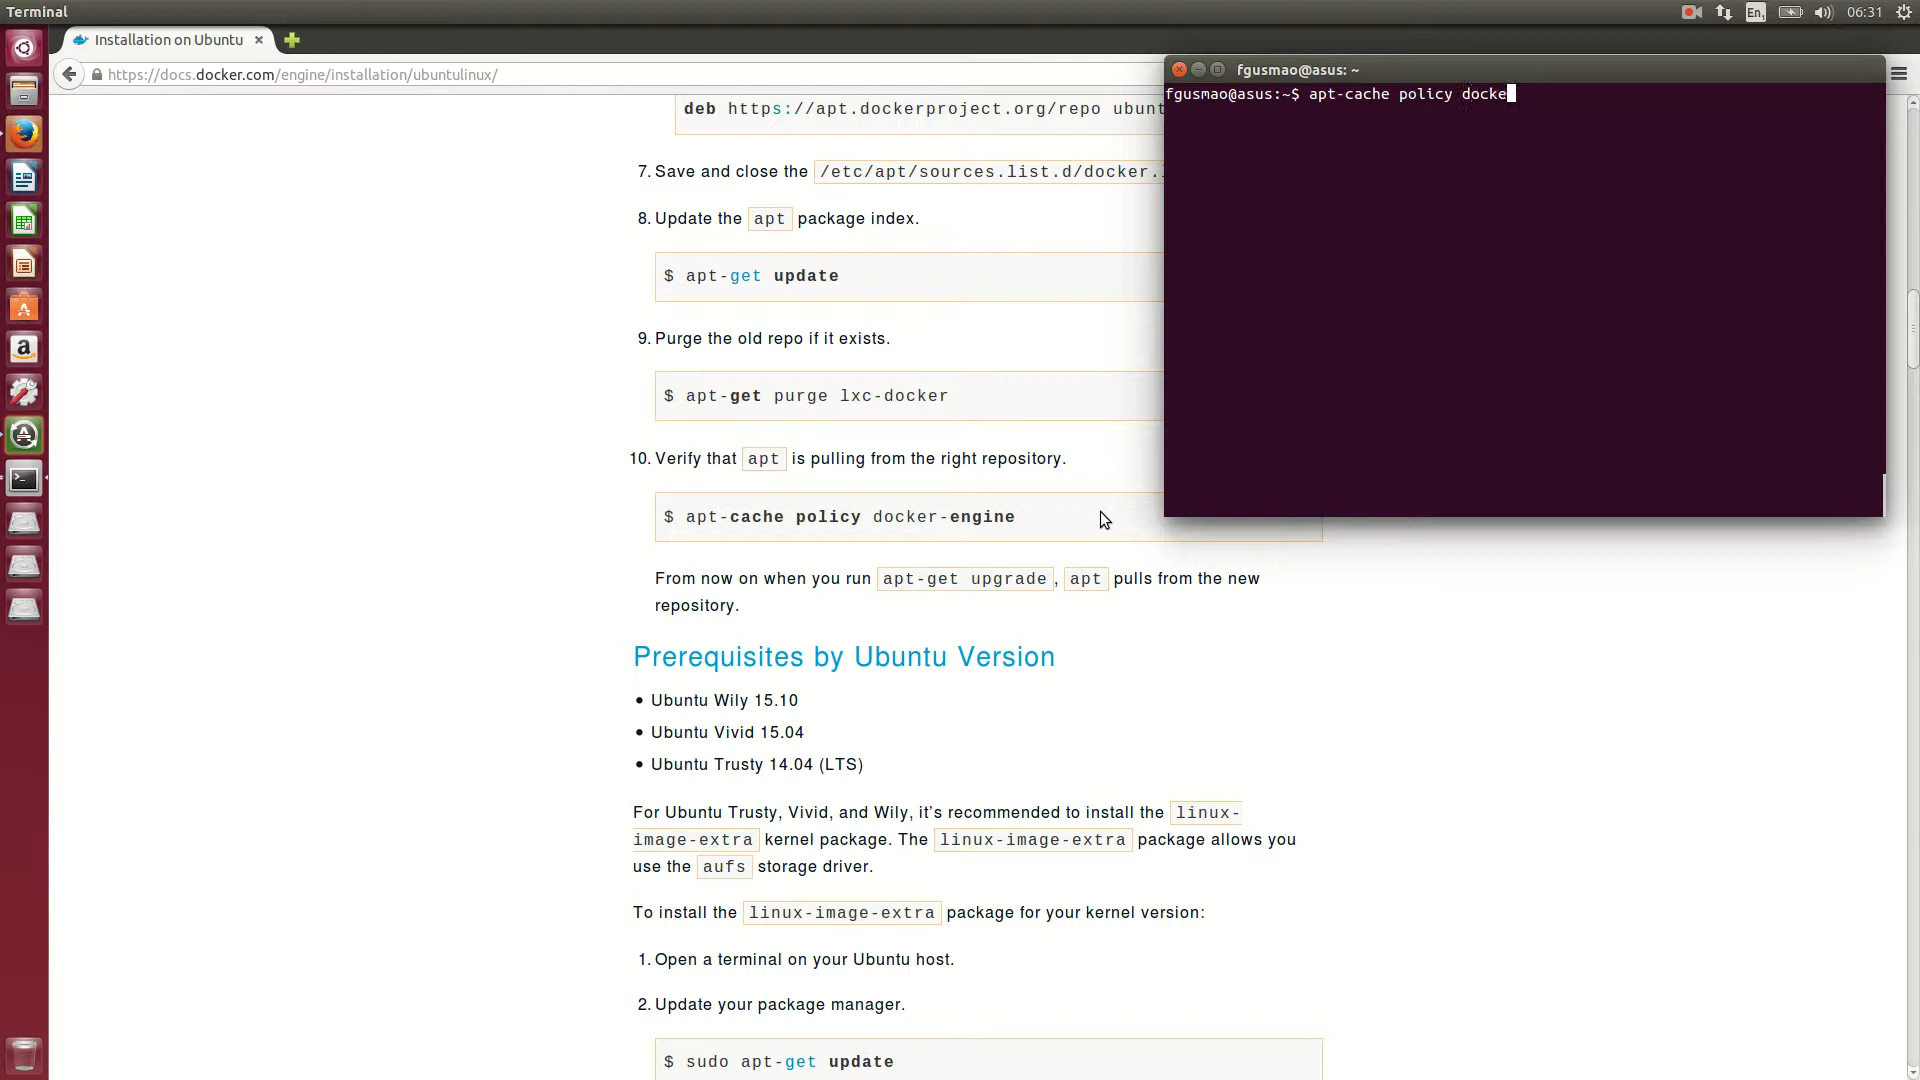 Terminal
En
06:31
Installation on Ubuntu
https://docs.docker.com/engine/installation/ubuntulinux/
fgusmao@asus: ~
fgusmao@asus:~$ apt-cache policy docke
deb https://apt.dockerproject.org/repo ubunt
7. Save and close the /etc/apt/sources.list.d/docker.
8. Update the apt package index.
$ apt-get update
9. Purge the old repo if it exists.
$ apt-get purge lxc-docker
10. Verify that apt is pulling from the right repository.
$ apt-cache policy docker-engine
From now on when you run apt-get upgrade, apt pulls from the new
repository.
Prerequisites by Ubuntu Version
• Ubuntu Wily 15.10
• Ubuntu Vivid 15.04
• Ubuntu Trusty 14.04 (LTS)
For Ubuntu Trusty, Vivid, and Wily, it’s recommended to install the linux-
image-extra kernel package. The linux-image-extra package allows you
use the aufs storage driver.
To install the linux-image-extra package for your kernel version:
1. Open a terminal on your Ubuntu host.
2. Update your package manager.
$ sudo apt-get update